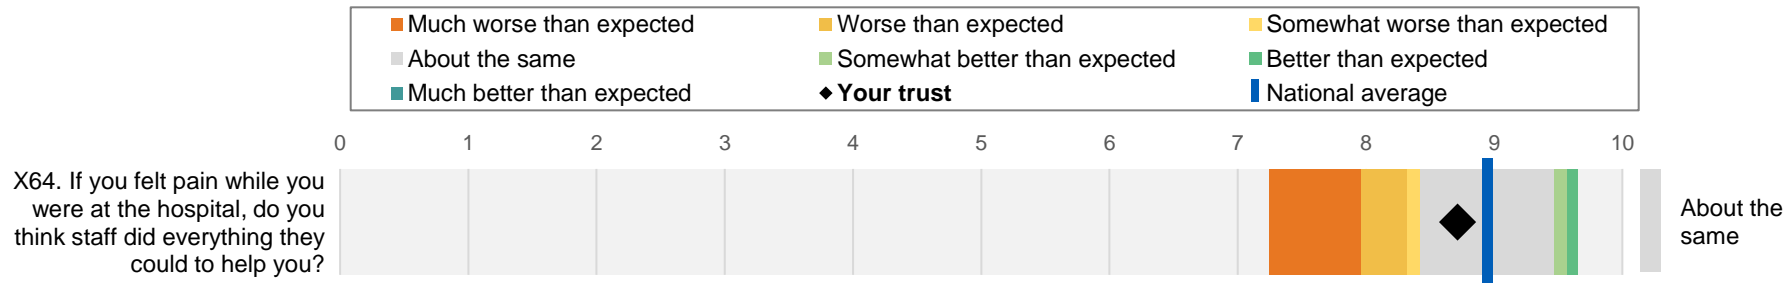 Much worse than expected
Worse than expected
Somewhat worse than expected
About the same
Somewhat better than expected
Better than expected
Much better than expected
Your trust
National average
0 1 2 3 4 5 6 7 8 9 10
X64. If you felt pain while you
were at the hospital, do you
think staff did everything they
could to help you?
About the
same